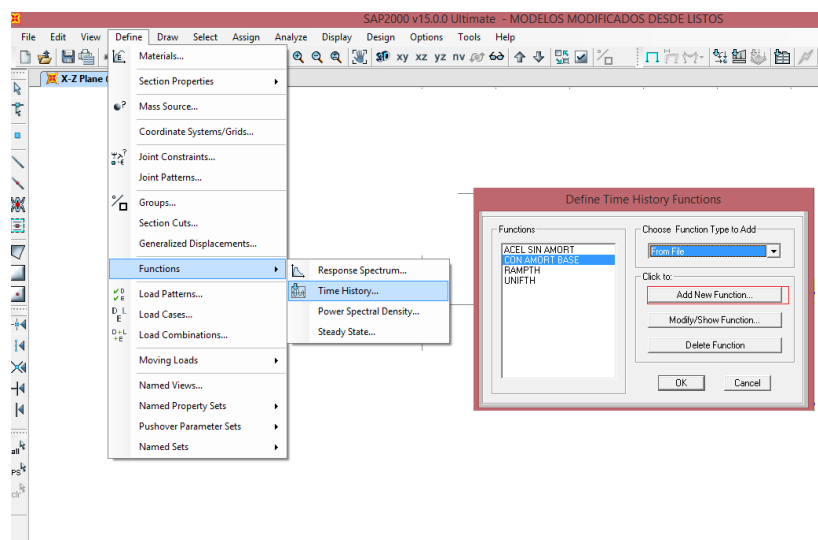 SAP2000 v15.0.0 Ultimate - MODELOS MODIFICADOS DESDE LISTOS
File Edit View Define Draw Select Assign Analyze Display Design Options Tools Help
xy xz yz nv
X-Z Plane
Materials...
Section Properties
Mass Source...
Coordinate Systems/Grids...
Joint Constraints...
Joint Patterns...
Groups...
Section Cuts...
Generalized Displacements...
Functions
Load Patterns...
Load Cases...
Load Combinations...
Moving Loads
Named Views...
Named Property Sets
Pushover Parameter Sets
Named Sets
Response Spectrum...
Time History...
Power Spectral Density...
Steady State...
Define Time History Functions
Functions
ACEL SIN AMORT
CON AMORT BASE
RAMPTH
UNIFTH
Choose Function Type to Add
From File
Click to:
Add New Function...
Modify/Show Function...
Delete Function
OK Cancel
all
PS
clr